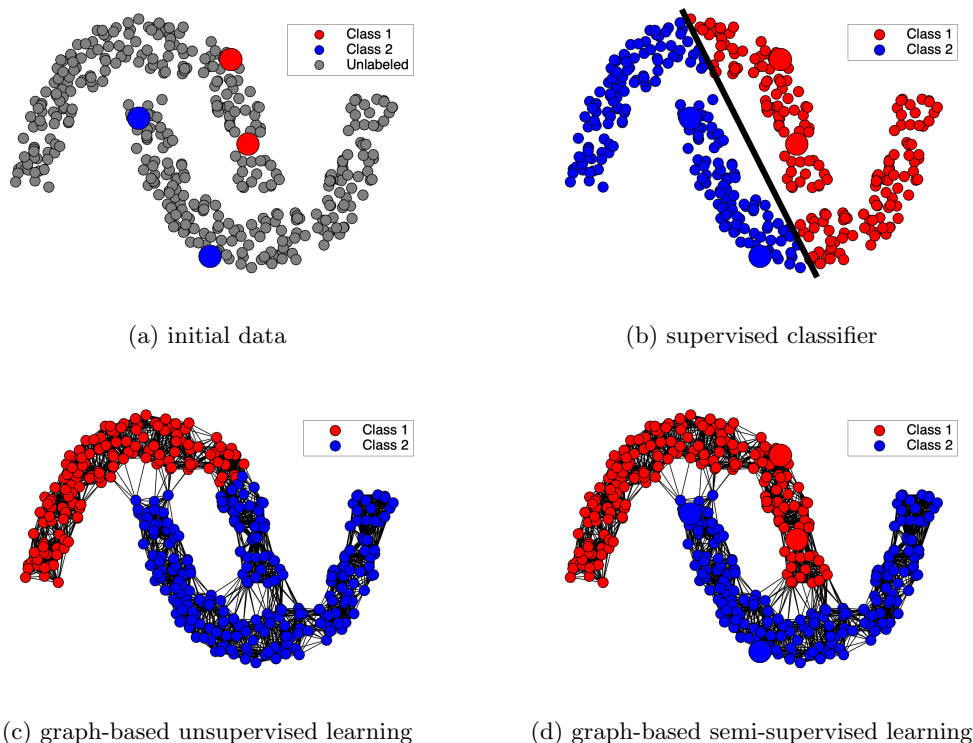 Class 1
Class 2
Unlabeled
Class 1
Class 2
(a) initial data
(b) supervised classifier
Class 1
Class 2
Class 1
Class 2
(c) graph-based unsupervised learning
(d) graph-based semi-supervised learning